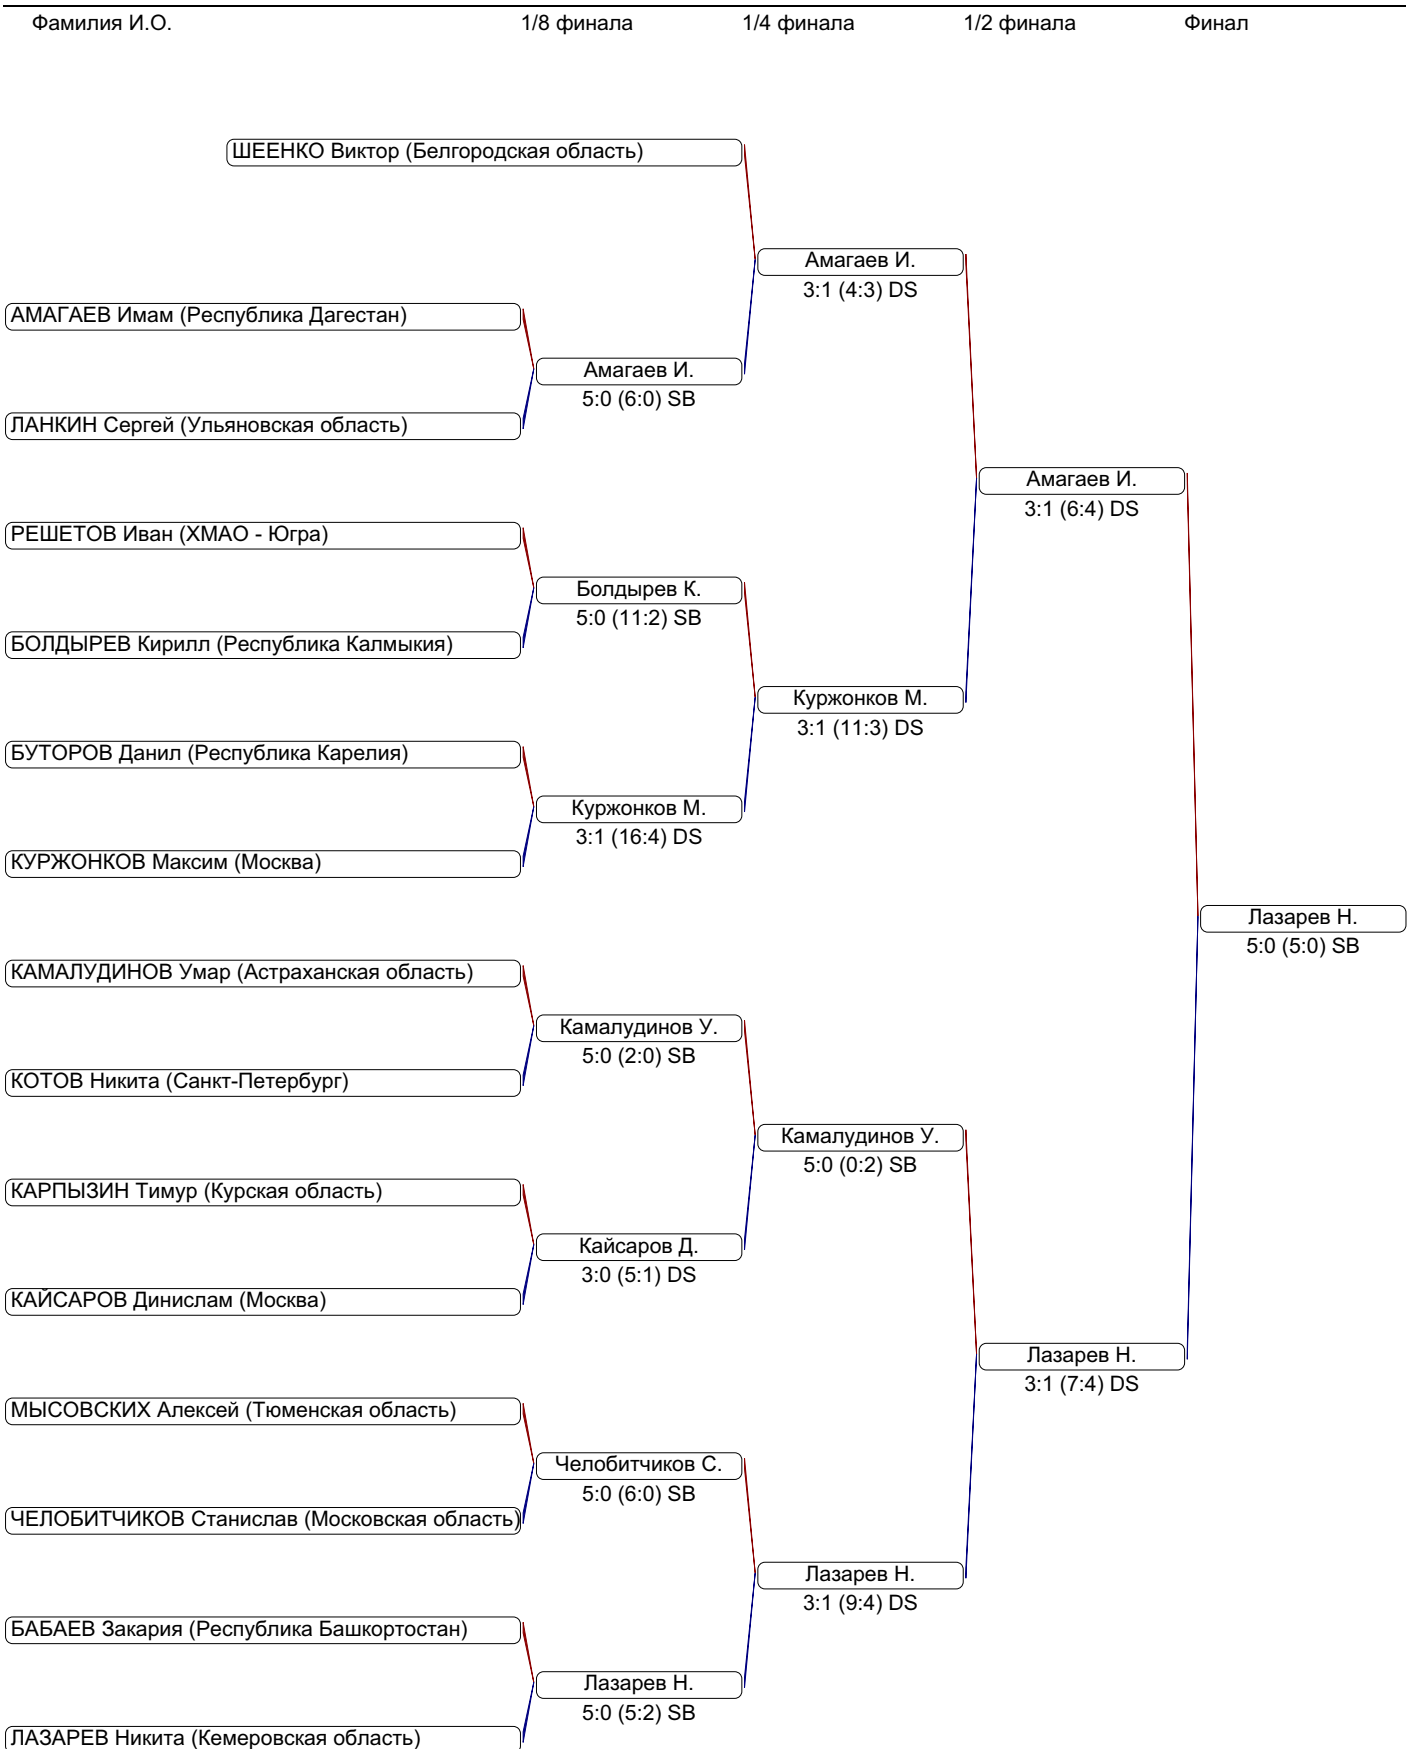 Фамилия И.О. 1/8 финала 1/4 финала 1/2 финала Финал
ШЕЕНКО Виктор (Белгородская область)
Амагаев И.
3:1 (4:3) DS
АМАГАЕВ Имам (Республика Дагестан)
Амагаев И.
5:0 (6:0) SB
ЛАНКИН Сергей (Ульяновская область)
Амагаев И.
3:1 (6:4) DS
РЕШЕТОВ Иван (ХМАО - Югра)
Болдырев К.
5:0 (11:2) SB
БОЛДЫРЕВ Кирилл (Республика Калмыкия)
Куржонков М.
3:1 (11:3) DS
БУТОРОВ Данил (Республика Карелия)
Куржонков М.
3:1 (16:4) DS
КУРЖОНКОВ Максим (Москва)
Лазарев Н.
5:0 (5:0) SB
КАМАЛУДИНОВ Умар (Астраханская область)
Камалудинов У.
5:0 (2:0) SB
КОТОВ Никита (Санкт-Петербург)
Камалудинов У.
5:0 (0:2) SB
КАРПЫЗИН Тимур (Курская область)
Кайсаров Д.
3:0 (5:1) DS
КАЙСАРОВ Динислам (Москва)
Лазарев Н.
3:1 (7:4) DS
МЫСОВСКИХ Алексей (Тюменская область)
Челобитчиков С.
5:0 (6:0) SB
ЧЕЛОБИТЧИКОВ Станислав (Московская область)
Лазарев Н.
3:1 (9:4) DS
БАБАЕВ Закария (Республика Башкортостан)
Лазарев Н.
5:0 (5:2) SB
ЛАЗАРЕВ Никита (Кемеровская область)